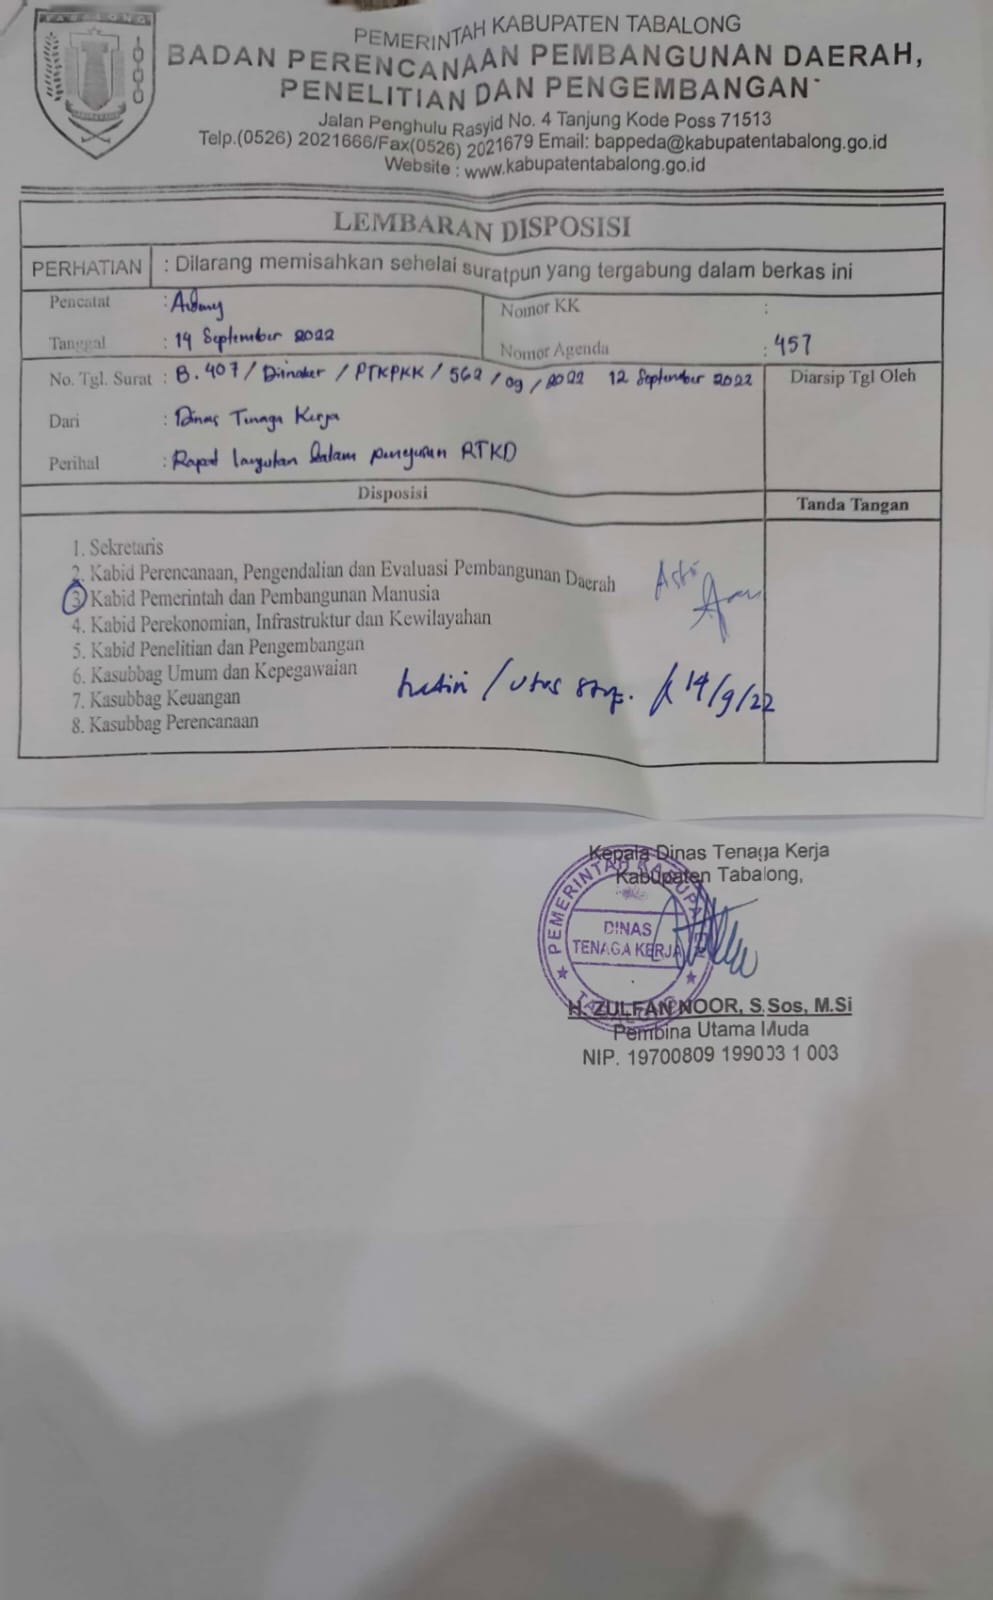 TABALONG
PEMERINTAH KABUPATEN TABALONG
BADAN PERENCANAAN PEMBANGUNAN DAERAH,
PENELITIAN DAN PENGEMBANGAN
Jalan Penghulu Rasyid No. 4 Tanjung Kode Poss 71513
Telp.(0526) 2021666/Fax(0526) 2021679 Email: bappeda@kabupatentabalong.go.id
Website : www.kabupatentabalong.go.id
LEMBARAN DISPOSISI
PERHATIAN : Dilarang memisahkan sehelai suratpun yang tergabung dalam berkas ini
Pencatat :
Nomor KK :
Tanggal : 14 September 2022
Nomor Agenda : 457
No. Tgl. Surat : B.407/Disnaker/PTKPKK/562/09/2022 12 September 2022
Diarsip Tgl Oleh
Dari : Dinas Tenaga Kerja
Perihal : Rapat lanjutan dalam penyusunan RTKD
Disposisi
Tanda Tangan
1. Sekretaris
2. Kabid Perencanaan, Pengendalian dan Evaluasi Pembangunan Daerah
3 Kabid Pemerintah dan Pembangunan Manusia
4. Kabid Perekonomian, Infrastruktur dan Kewilayahan
5. Kabid Penelitian dan Pengembangan
6. Kasubbag Umum dan Kepegawaian
7. Kasubbag Keuangan
8. Kasubbag Perencanaan
14/9/22
Kepala Dinas Tenaga Kerja
Kabupaten Tabalong,
PEMERINTAH KABUPATEN
DINAS
TENAGA KERJA
TABALONG
H. ZULFAN NOOR, S.Sos, M.Si
Pembina Utama Muda
NIP. 19700809 199003 1 003